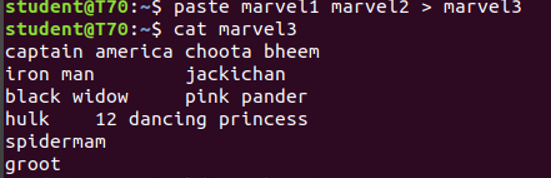 student@T70:~$ paste marvel1 marvel2 > marvel3
student@T70:~$ cat marvel3
captain america choota bheem
iron man        jackichan
black widow     pink pander
hulk    12 dancing princess
spidermam
groot